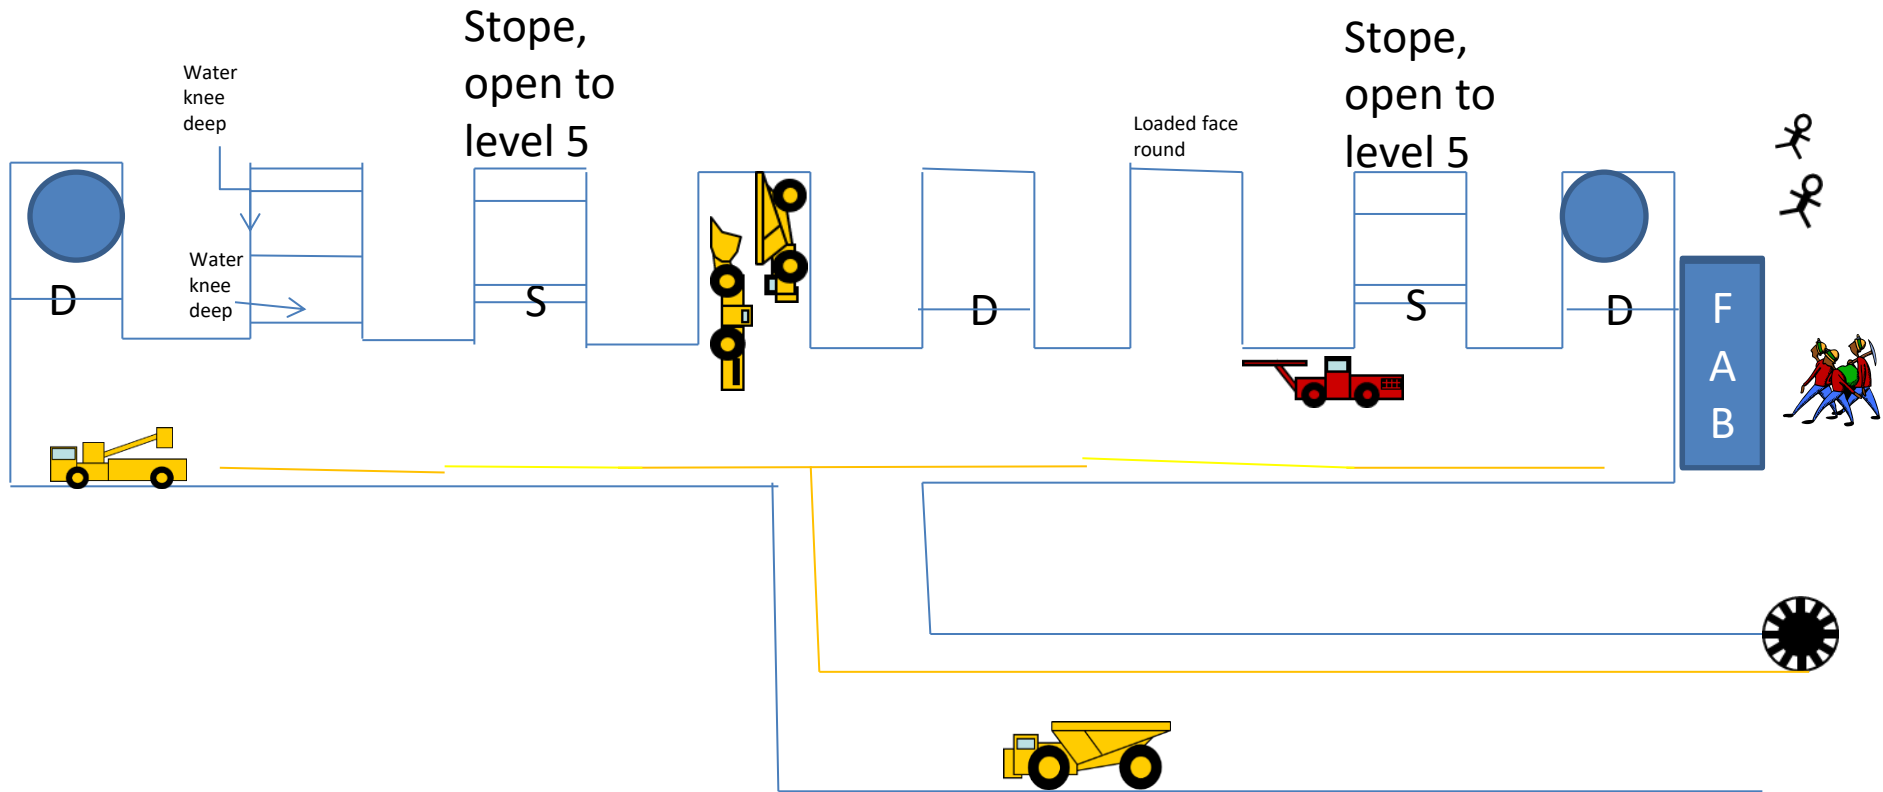 Stope,
open to
level 5
Stope,
open to
level 5
Water
knee
deep
Loaded face
round
Water
knee
deep
D
S
D
S
D
F
A
B